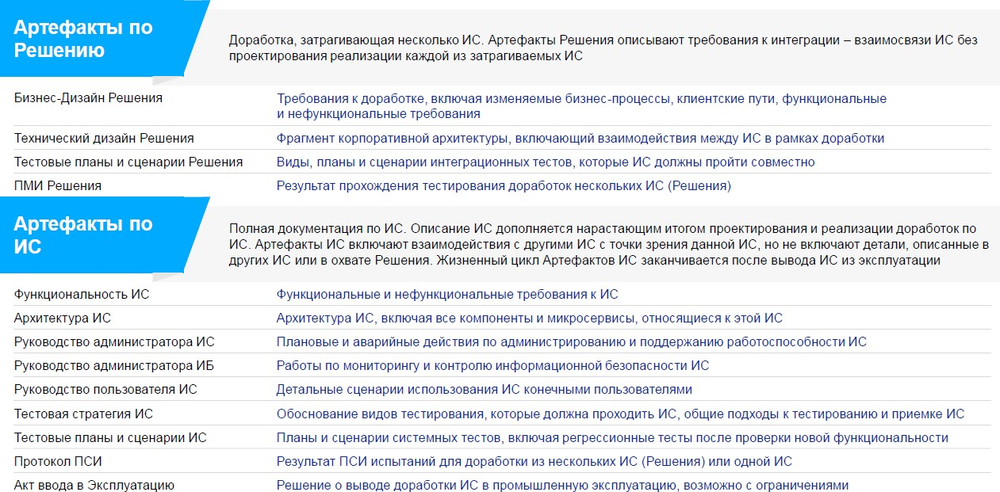 Артефакты по
Решению
Доработка, затрагивающая несколько ИС. Артефакты Решения описывают требования к интеграции – взаимосвязи ИС без
проектирования реализации каждой из затрагиваемых ИС
Бизнес-Дизайн Решения
Требования к доработке, включая изменяемые бизнес-процессы, клиентские пути, функциональные
и нефункциональные требования
Технический дизайн Решения
Фрагмент корпоративной архитектуры, включающий взаимодействия между ИС в рамках доработки
Тестовые планы и сценарии Решения
Виды, планы и сценарии интеграционных тестов, которые ИС должны пройти совместно
ПМИ Решения
Результат прохождения тестирования доработок нескольких ИС (Решения)
Артефакты по
ИС
Полная документация по ИС. Описание ИС дополняется нарастающим итогом проектирования и реализации доработок по
ИС. Артефакты ИС включают взаимодействия с другими ИС с точки зрения данной ИС, но не включают детали, описанные в
других ИС или в охвате Решения. Жизненный цикл Артефактов ИС заканчивается после вывода ИС из эксплуатации
Функциональность ИС
Функциональные и нефункциональные требования к ИС
Архитектура ИС
Архитектура ИС, включая все компоненты и микросервисы, относящиеся к этой ИС
Руководство администратора ИС
Плановые и аварийные действия по администрированию и поддержанию работоспособности ИС
Руководство администратора ИБ
Работы по мониторингу и контролю информационной безопасности ИС
Руководство пользователя ИС
Детальные сценарии использования ИС конечными пользователями
Тестовая стратегия ИС
Обоснование видов тестирования, которые должна проходить ИС, общие подходы к тестированию и приемке ИС
Тестовые планы и сценарии ИС
Планы и сценарии системных тестов, включая регрессионные тесты после проверки новой функциональности
Протокол ПСИ
Результат ПСИ испытаний для доработки из нескольких ИС (Решения) или одной ИС
Акт ввода в Эксплуатацию
Решение о выводе доработки ИС в промышленную эксплуатацию, возможно с ограничениями